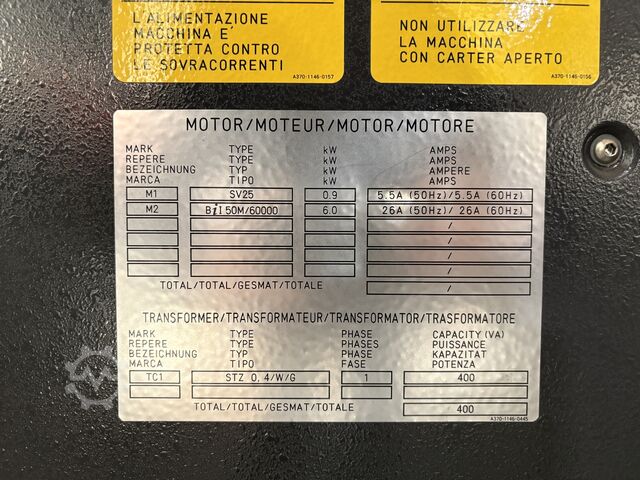 L'ALIMENTAZIONE
MACCHINA E'
PROTETTA CONTRO
LE SOVRACORRENTI
A370-1146-0157
NON UTILIZZARE
LA MACCHINA
CON CARTER APERTO
A370-1146-0156
MOTOR/MOTEUR/MOTOR/MOTORE
MARK TYPE kW AMPS
REPERE TYPE kW AMPS
BEZEICHNUNG TYP kW AMPERE
MARCA TIPO kW AMPS
M1 SV25 0.9 5.5A (50Hz)/5.5A (60Hz)
M2 BiI 50M/60000 6.0 26A (50Hz)/ 26A (60Hz)
/
/
/
/
TOTAL/TOTAL/GESMAT/TOTALE /
TRANSFORMER/TRANSFORMATEUR/TRANSFORMATOR/TRASFORMATORE
MARK TYPE PHASE CAPACITY (VA)
REPERE TYPE PHASES PUISSANCE
BEZEICHNUNG TYP PHASE KAPAZITAT
MARCA TIPO FASE POTENZA
TC1 STZ 0,4/W/G 1 400
TOTAL/TOTAL/GESMAT/TOTALE 400
A370-1146-0445